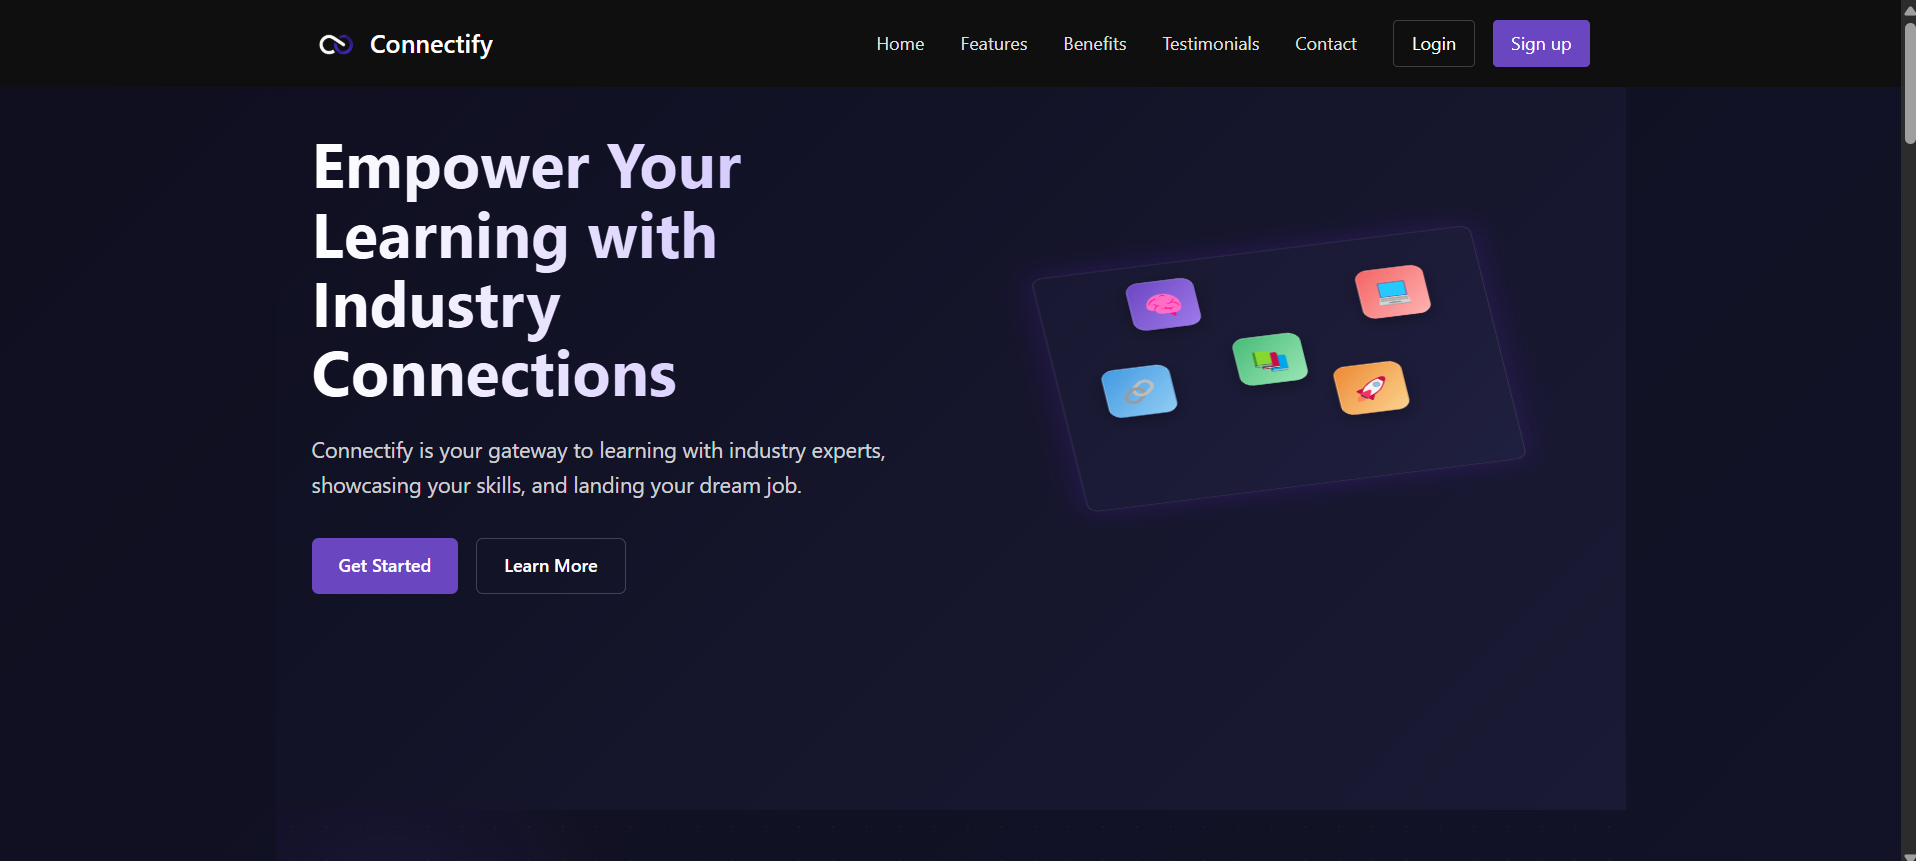 Connectify
Home
Features
Benefits
Testimonials
Contact
Login
Sign up
Empower Your
Learning with
Industry
Connections
Connectify is your gateway to learning with industry experts,
showcasing your skills, and landing your dream job.
Get Started
Learn More